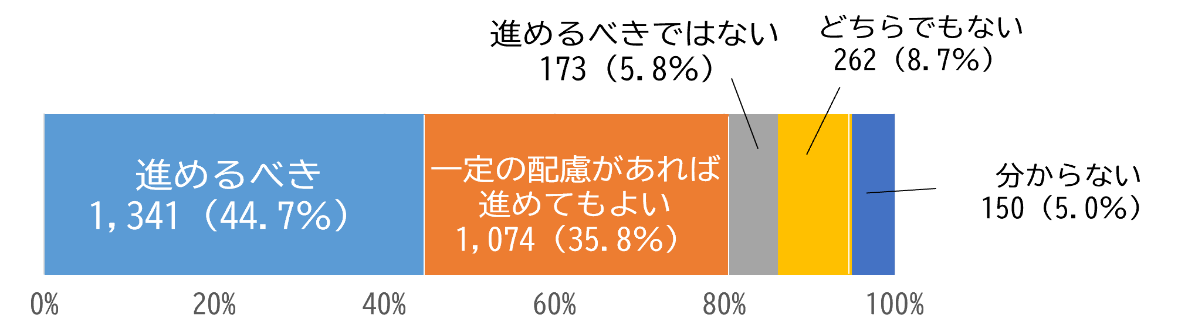 進めるべきではない
173（5.8%）
どちらでもない
262（8.7%）
進めるべき
1,341（44.7%）
一定の配慮があれば
進めてもよい
1,074（35.8%）
分からない
150（5.0%）
0%
20%
40%
60%
80%
100%